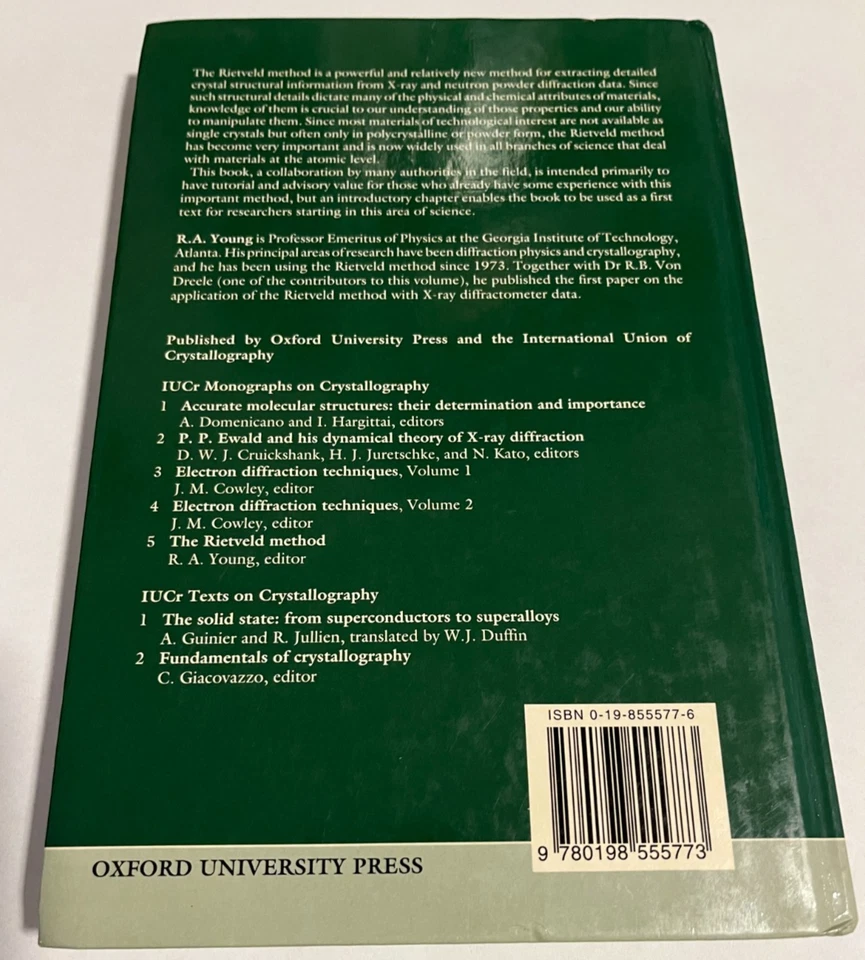 The Rietveld method is a powerful and relatively new method for extracting detailed
crystal structural information from X-ray and neutron powder diffraction data. Since
such structural details dictate many of the physical and chemical attributes of materials,
knowledge of them is crucial to our understanding of those properties and our ability
to manipulate them. Since most materials of technological interest are not available as
single crystals but often only in polycrystalline or powder form, the Rietveld method
has become very important and is now widely used in all branches of science that deal
with materials at the atomic level.
This book, a collaboration by many authorities in the field, is intended primarily to
have tutorial and advisory value for those who already have some experience with this
important method, but an introductory chapter enables the book to be used as a first
text for researchers starting in this area of science.
R.A. Young is Professor Emeritus of Physics at the Georgia Institute of Technology,
Atlanta. His principal areas of research have been diffraction physics and crystallography,
and he has been using the Rietveld method since 1973. Together with Dr R.B. Von
Dreele (one of the contributors to this volume), he published the first paper on the
application of the Rietveld method with X-ray diffractometer data.
Published by Oxford University Press and the International Union of
Crystallography
IUCr Monographs on Crystallography
1 Accurate molecular structures: their determination and importance
A. Domenicano and I. Hargittai, editors
2 P. P. Ewald and his dynamical theory of X-ray diffraction
D. W. J. Cruickshank, H. J. Juretschke, and N. Kato, editors
3 Electron diffraction techniques, Volume 1
J. M. Cowley, editor
4 Electron diffraction techniques, Volume 2
J. M. Cowley, editor
5 The Rietveld method
R. A. Young, editor
IUCr Texts on Crystallography
1 The solid state: from superconductors to superalloys
A. Guinier and R. Jullien, translated by W.J. Duffin
2 Fundamentals of crystallography
C. Giacovazzo, editor
ISBN 0-19-855577-6
9 780198 555773
OXFORD UNIVERSITY PRESS